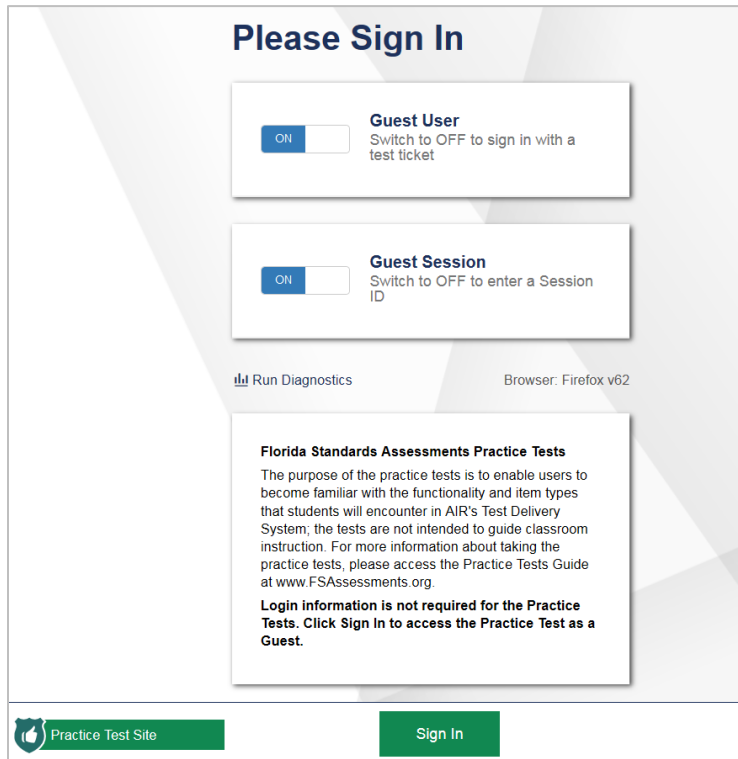 Please Sign In
ON
Guest User
Switch to OFF to sign in with a
test ticket
ON
Guest Session
Switch to OFF to enter a Session
ID
Run Diagnostics
Browser: Firefox v62
Florida Standards Assessments Practice Tests
The purpose of the practice tests is to enable users to
become familiar with the functionality and item types
that students will encounter in AIR's Test Delivery
System; the tests are not intended to guide classroom
instruction. For more information about taking the
practice tests, please access the Practice Tests Guide
at www.FSAssessments.org.
Login information is not required for the Practice
Tests. Click Sign In to access the Practice Test as a
Guest.
Practice Test Site
Sign In